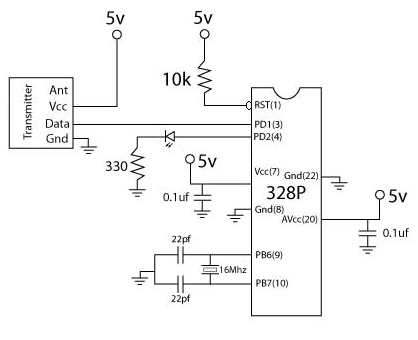 5v
5v
10k
Transmitter
Ant
Vcc
Data
Gnd
RST(1)
PD1(3)
PD2(4)
330
5v
0.1uf
Vcc(7)
Gnd(22)
328P
Gnd(8)
AVcc(20)
5v
0.1uf
22pf
PB6(9)
16Mhz
PB7(10)
22pf